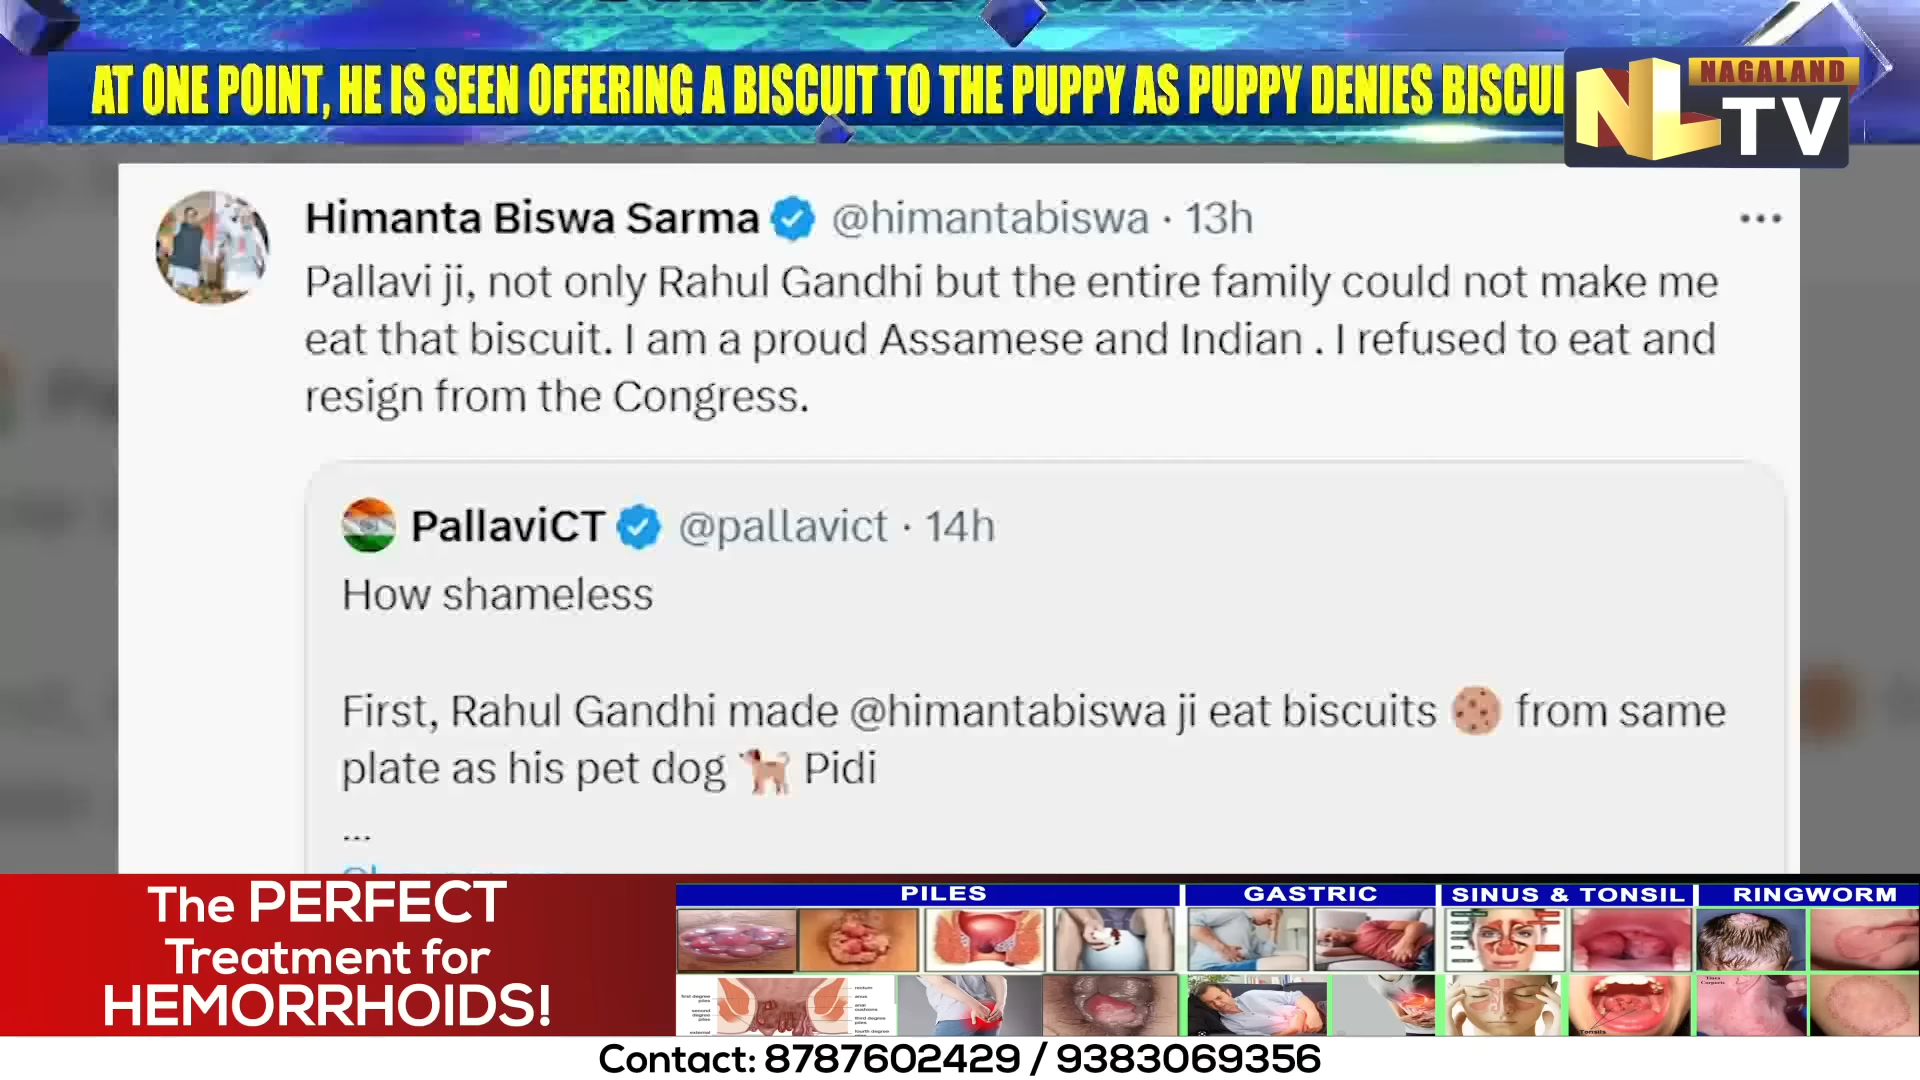 AT ONE POINT, HE IS SEEN OFFERING A BISCUIT TO THE PUPPY AS PUPPY DENIES
NAGALAND
NL TV
Himanta Biswa Sarma @himantabiswa · 13h
Pallavi ji, not only Rahul Gandhi but the entire family could not make me
eat that biscuit. I am a proud Assamese and Indian . I refused to eat and
resign from the Congress.
PallaviCT @pallavict · 14h
How shameless
First, Rahul Gandhi made @himantabiswa ji eat biscuits 🍪 from same
plate as his pet dog 🐕 Pidi
...
The PERFECT
Treatment for
HEMORRHOIDS!
PILES
GASTRIC
SINUS & TONSIL
RINGWORM
Tonsils
Contact: 8787602429 / 9383069356